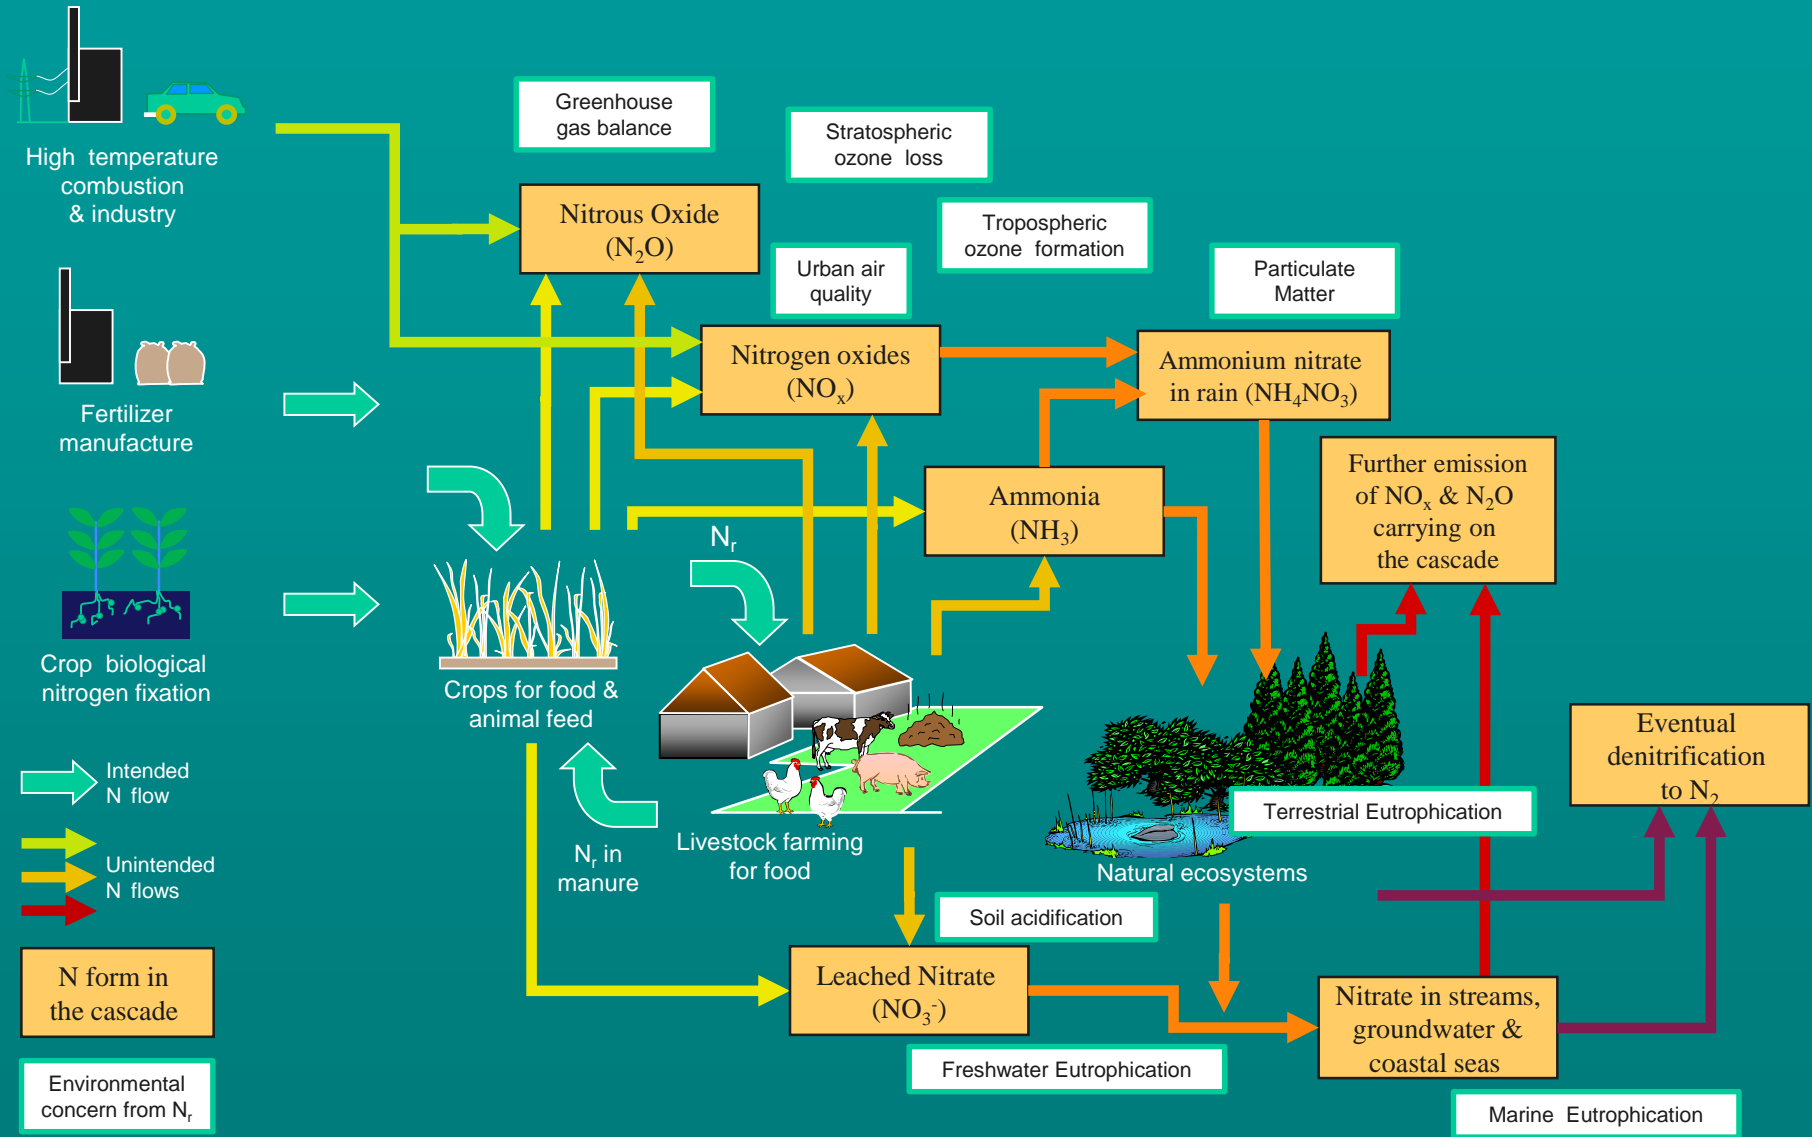 High temperature
combustion
& industry
Fertilizer
manufacture
Crop biological
nitrogen fixation
Intended
N flow
Unintended
N flows
N form in
the cascade
Environmental
concern from Nᵣ
Greenhouse
gas balance
Stratospheric
ozone loss
Nitrous Oxide
(N₂O)
Tropospheric
ozone formation
Urban air
quality
Particulate
Matter
Nitrogen oxides
(NOₓ)
Ammonium nitrate
in rain (NH₄NO₃)
Further emission
of NOₓ & N₂O
carrying on
the cascade
Ammonia
(NH₃)
Nᵣ
Crops for food &
animal feed
Nᵣ in
manure
Livestock farming
for food
Natural ecosystems
Terrestrial Eutrophication
Eventual
denitrification
to N₂
Soil acidification
Leached Nitrate
(NO₃⁻)
Nitrate in streams,
groundwater &
coastal seas
Freshwater Eutrophication
Marine Eutrophication